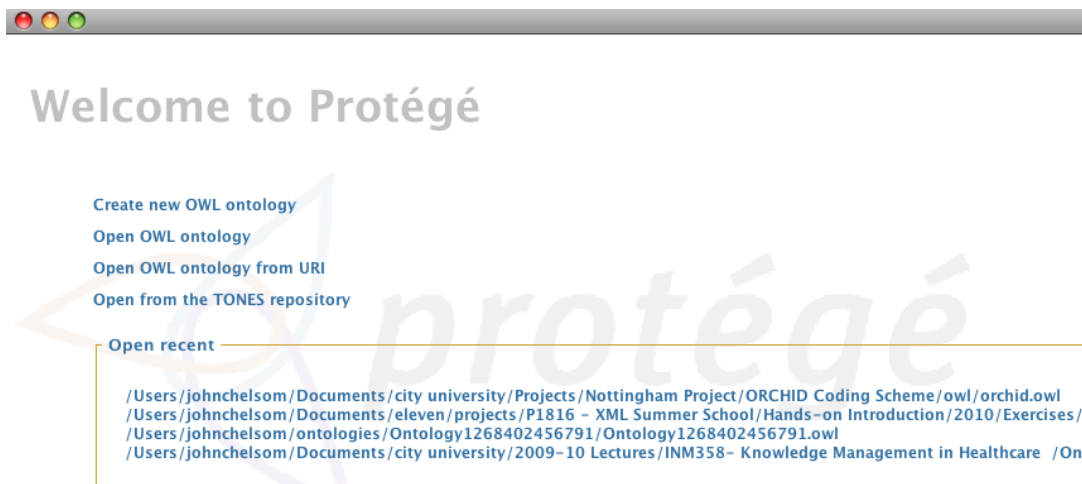 Welcome to Protégé
Create new OWL ontology
Open OWL ontology
Open OWL ontology from URI
Open from the TONES repository
protégé
Open recent
/Users/johnchelsom/Documents/city university/Projects/Nottingham Project/ORCHID Coding Scheme/owl/orchid.owl
/Users/johnchelsom/Documents/eleven/projects/P1816 - XML Summer School/Hands-on Introduction/2010/Exercises/
/Users/johnchelsom/ontologies/Ontology1268402456791/Ontology1268402456791.owl
/Users/johnchelsom/Documents/city university/2009-10 Lectures/INM358- Knowledge Management in Healthcare /On